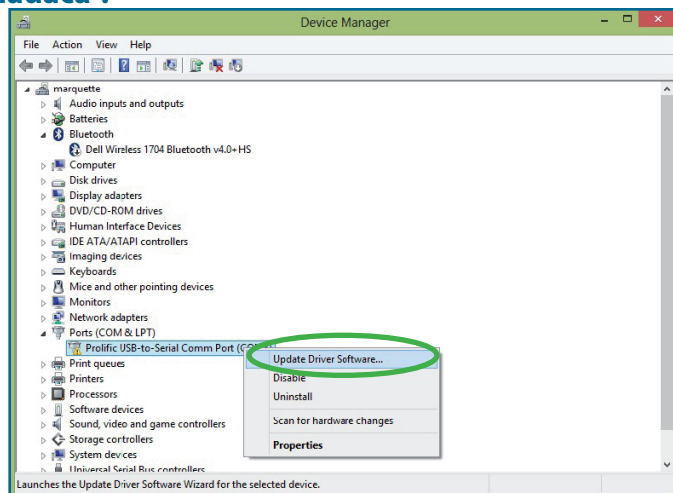 Device Manager
File Action View Help
marquette
Audio inputs and outputs
Batteries
Bluetooth
Dell Wireless 1704 Bluetooth v4.0+HS
Computer
Disk drives
Display adapters
DVD/CD-ROM drives
Human Interface Devices
IDE ATA/ATAPI controllers
Imaging devices
Keyboards
Mice and other pointing devices
Monitors
Network adapters
Ports (COM & LPT)
Prolific USB-to-Serial Comm Port
Update Driver Software...
Print queues
Disable
Printers
Uninstall
Processors
Software devices
Scan for hardware changes
Sound, video and game controllers
Storage controllers
Properties
System devices
Universal Serial Bus controllers
Launches the Update Driver Software Wizard for the selected device.